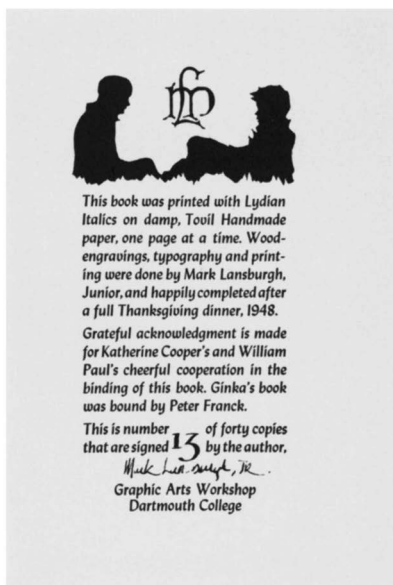 This book was printed with Lydian
Italics on damp, Tovil Handmade
paper, one page at a time. Wood-
engravings, typography and print-
ing were done by Mark Lansburgh,
Junior, and happily completed after
a full Thanksgiving dinner, 1948.
Grateful acknowledgment is made
for Katherine Cooper's and William
Paul's cheerful cooperation in the
binding of this book. Ginka's book
was bound by Peter Franck.
This is number 13 of forty copies
that are signed by the author,
Mark Lansburgh, JR.
Graphic Arts Workshop
Dartmouth College